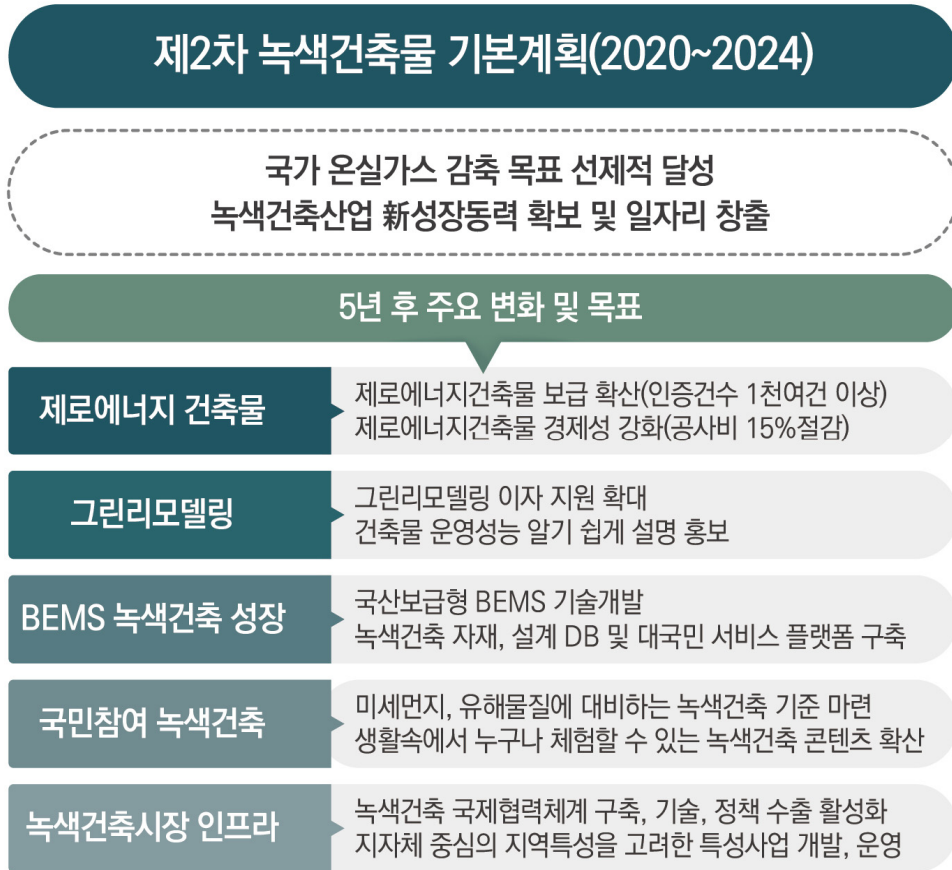 제2차 녹색건축물 기본계획(2020~2024)
국가 온실가스 감축 목표 선제적 달성
녹색건축산업 新성장동력 확보 및 일자리 창출
5년 후 주요 변화 및 목표
제로에너지 건축물
제로에너지건축물 보급 확산(인증건수 1천여건 이상)
제로에너지건축물 경제성 강화(공사비 15%절감)
그린리모델링
그린리모델링 이자 지원 확대
건축물 운영성능 알기 쉽게 설명 홍보
BEMS 녹색건축 성장
국산보급형 BEMS 기술개발
녹색건축 자재, 설계 DB 및 대국민 서비스 플랫폼 구축
국민참여 녹색건축
미세먼지, 유해물질에 대비하는 녹색건축 기준 마련
생활속에서 누구나 체험할 수 있는 녹색건축 콘텐츠 확산
녹색건축시장 인프라
녹색건축 국제협력체계 구축, 기술, 정책 수출 활성화
지자체 중심의 지역특성을 고려한 특성사업 개발, 운영